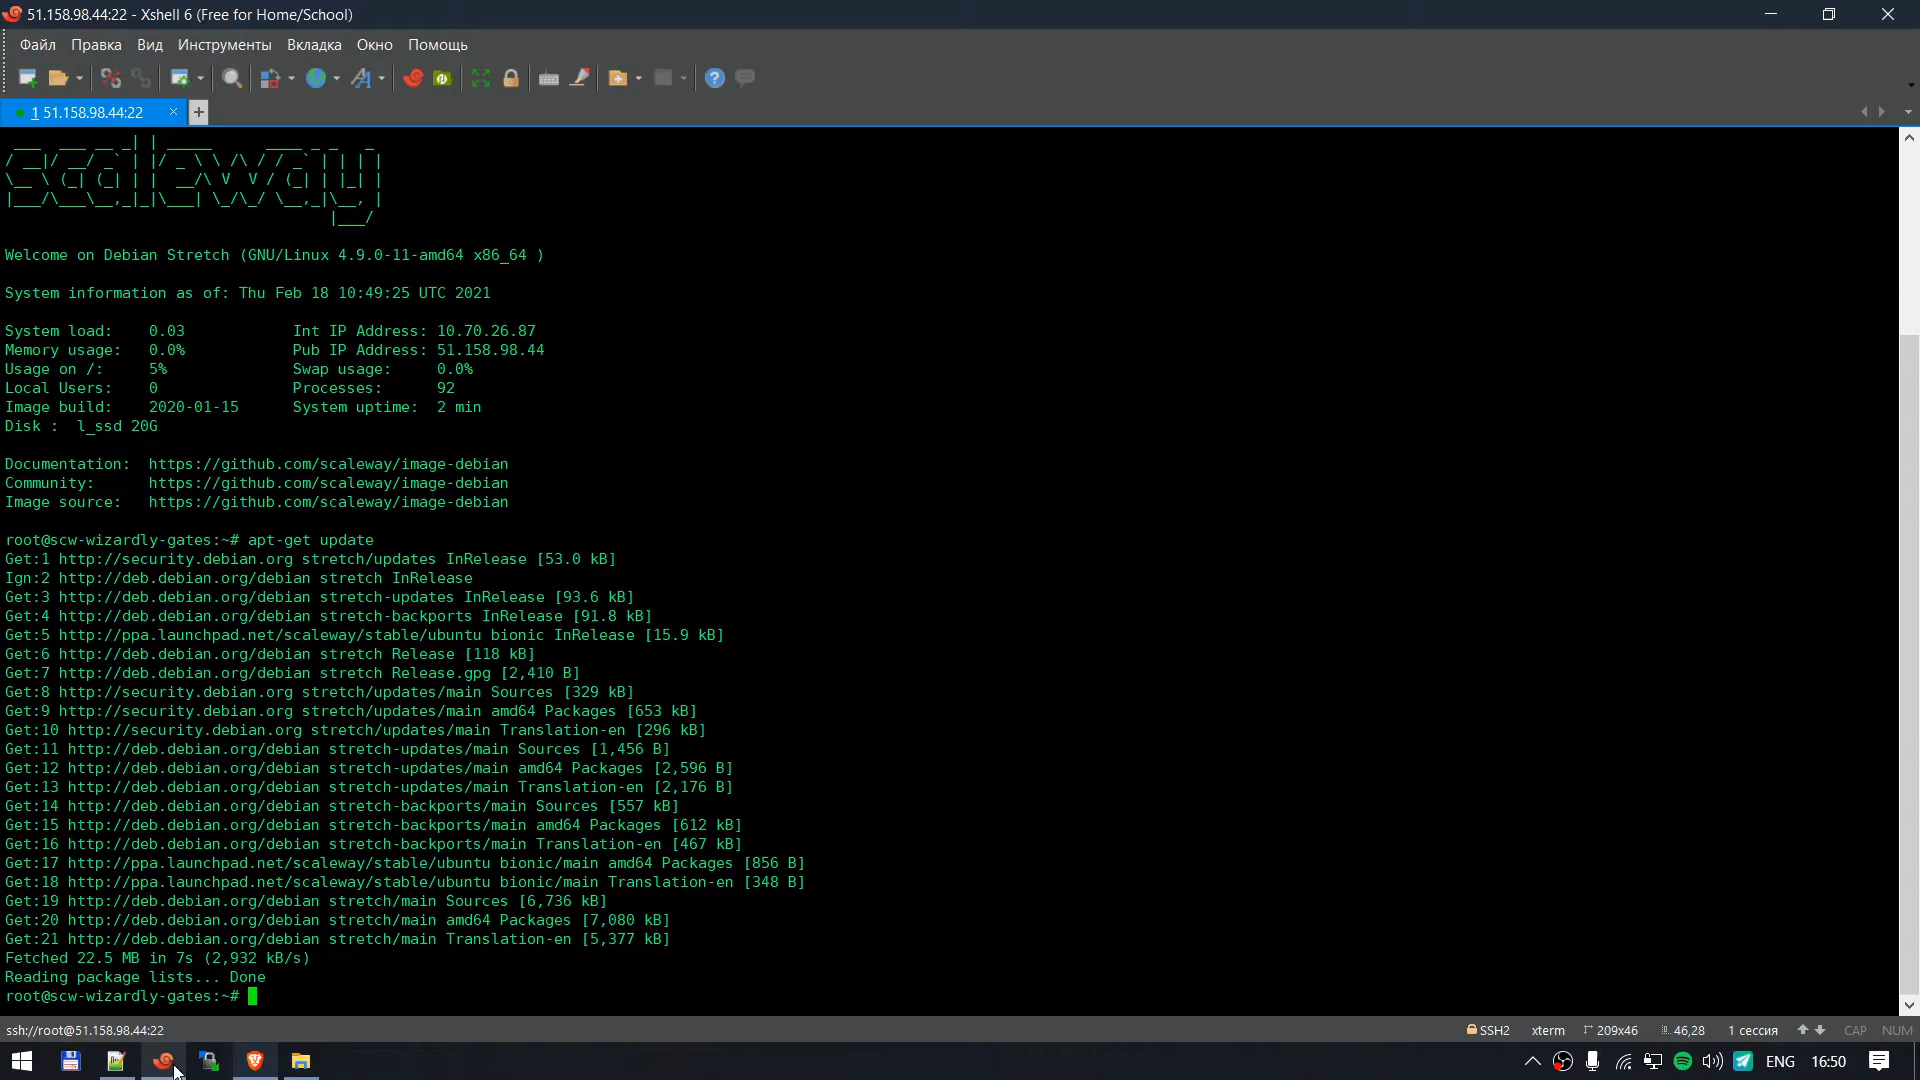 51.158.98.44:22 - Xshell 6 (Free for Home/School)
Файл Правка Вид Инструменты Вкладка Окно Помощь
1 51.158.98.44:22
scaleway
Welcome on Debian Stretch (GNU/Linux 4.9.0-11-amd64 x86_64 )
System information as of: Thu Feb 18 10:49:25 UTC 2021
System load: 0.03 Int IP Address: 10.70.26.87
Memory usage: 0.0% Pub IP Address: 51.158.98.44
Usage on /: 5% Swap usage: 0.0%
Local Users: 0 Processes: 92
Image build: 2020-01-15 System uptime: 2 min
Disk : l_ssd 20G
Documentation: https://github.com/scaleway/image-debian
Community: https://github.com/scaleway/image-debian
Image source: https://github.com/scaleway/image-debian
root@scw-wizardly-gates:~# apt-get update
Get:1 http://security.debian.org stretch/updates InRelease [53.0 kB]
Ign:2 http://deb.debian.org/debian stretch InRelease
Get:3 http://deb.debian.org/debian stretch-updates InRelease [93.6 kB]
Get:4 http://deb.debian.org/debian stretch-backports InRelease [91.8 kB]
Get:5 http://ppa.launchpad.net/scaleway/stable/ubuntu bionic InRelease [15.9 kB]
Get:6 http://deb.debian.org/debian stretch Release [118 kB]
Get:7 http://deb.debian.org/debian stretch Release.gpg [2,410 B]
Get:8 http://security.debian.org stretch/updates/main Sources [329 kB]
Get:9 http://security.debian.org stretch/updates/main amd64 Packages [653 kB]
Get:10 http://security.debian.org stretch/updates/main Translation-en [296 kB]
Get:11 http://deb.debian.org/debian stretch-updates/main Sources [1,456 B]
Get:12 http://deb.debian.org/debian stretch-updates/main amd64 Packages [2,596 B]
Get:13 http://deb.debian.org/debian stretch-updates/main Translation-en [2,176 B]
Get:14 http://deb.debian.org/debian stretch-backports/main Sources [557 kB]
Get:15 http://deb.debian.org/debian stretch-backports/main amd64 Packages [612 kB]
Get:16 http://deb.debian.org/debian stretch-backports/main Translation-en [467 kB]
Get:17 http://ppa.launchpad.net/scaleway/stable/ubuntu bionic/main amd64 Packages [856 B]
Get:18 http://ppa.launchpad.net/scaleway/stable/ubuntu bionic/main Translation-en [348 B]
Get:19 http://deb.debian.org/debian stretch/main Sources [6,736 kB]
Get:20 http://deb.debian.org/debian stretch/main amd64 Packages [7,080 kB]
Get:21 http://deb.debian.org/debian stretch/main Translation-en [5,377 kB]
Fetched 22.5 MB in 7s (2,932 kB/s)
Reading package lists... Done
root@scw-wizardly-gates:~#
ssh://root@51.158.98.44:22 SSH2 xterm 209x46 46,28 1 сессия CAP NUM
ENG 16:50